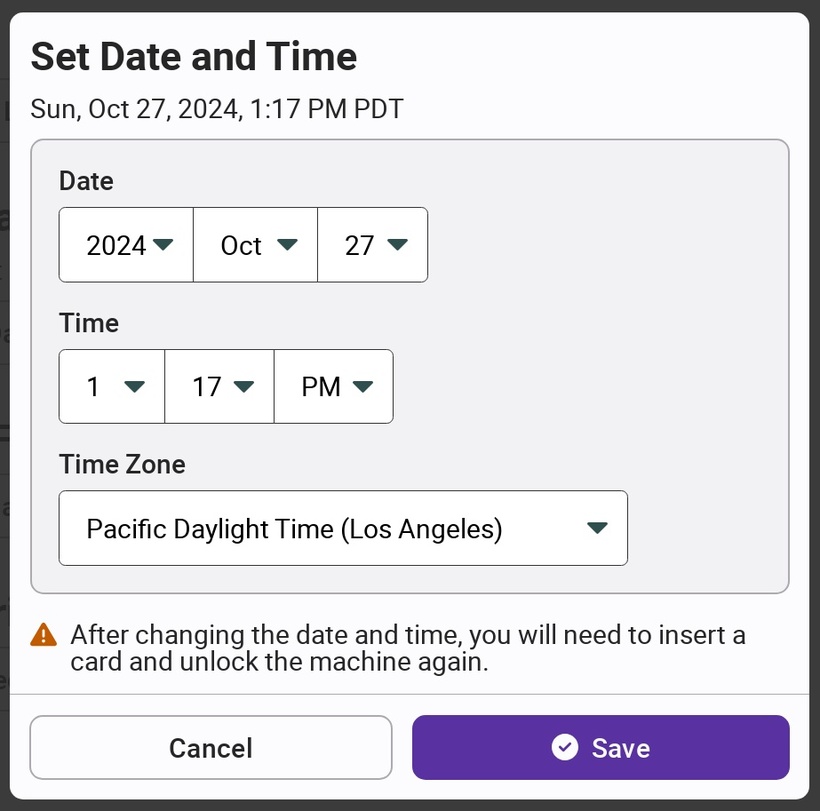 Set Date and Time
Sun, Oct 27, 2024, 1:17 PM PDT
Date
2024 Oct 27
Time
1 17 PM
Time Zone
Pacific Daylight Time (Los Angeles)
After changing the date and time, you will need to insert a
card and unlock the machine again.
Cancel Save